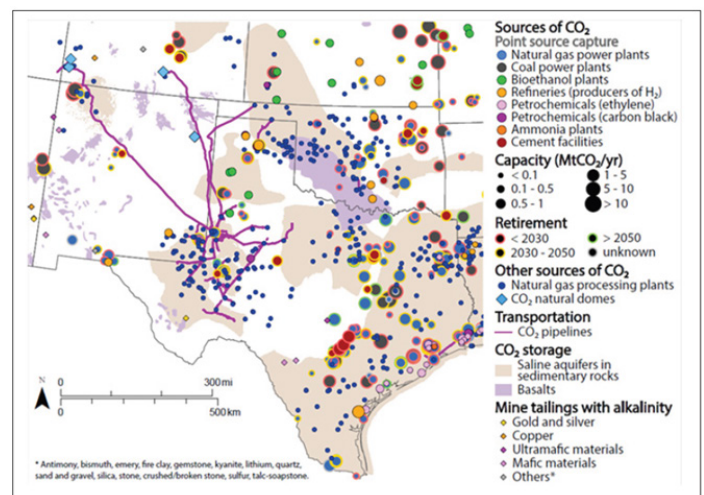 Sources of CO₂
Point source capture
Natural gas power plants
Coal power plants
Bioethanol plants
Refineries (producers of H₂)
Petrochemicals (ethylene)
Petrochemicals (carbon black)
Ammonia plants
Cement facilities
Capacity (MtCO₂/yr)
< 0.1 1 - 5
0.1 - 0.5 5 - 10
0.5 - 1 > 10
Retirement
< 2030 > 2050
2030 - 2050 unknown
Other sources of CO₂
Natural gas processing plants
CO₂ natural domes
Transportation
CO₂ pipelines
CO₂ storage
Saline aquifers in
sedimentary rocks
Basalts
Mine tailings with alkalinity
Gold and silver
Copper
Ultramafic materials
Mafic materials
Others*
N
0 300 mi
0 500 km
* Antimony, bismuth, emery, fire clay, gemstone, kyanite, lithium, quartz,
sand and gravel, silica, stone, crushed/broken stone, sulfur, talc-soapstone.